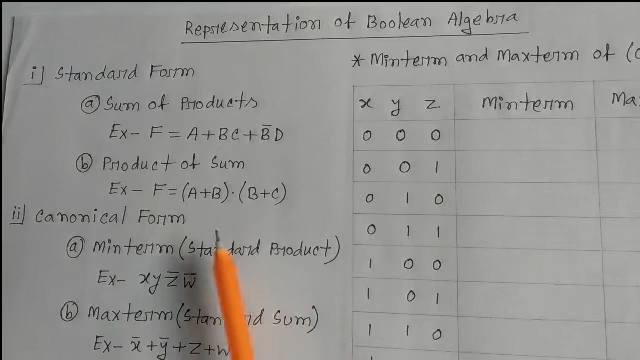 Representation of Boolean Algebra
i) Standard Form
(a) Sum of Products
Ex- F = A + BC + B̅D
(b) Product of Sum
Ex- F = (A+B)·(B+C)
ii) Canonical Form
(a) Minterm (Standard Product)
Ex- xyz̅w̅
(b) Maxterm (Standard Sum)
Ex- x̅+y̅+z+w
* Minterm and Maxterm of (
x y z Minterm Ma
0 0 0
0 0 1
0 1 0
0 1 1
1 0 0
1 0 1
1 1 0